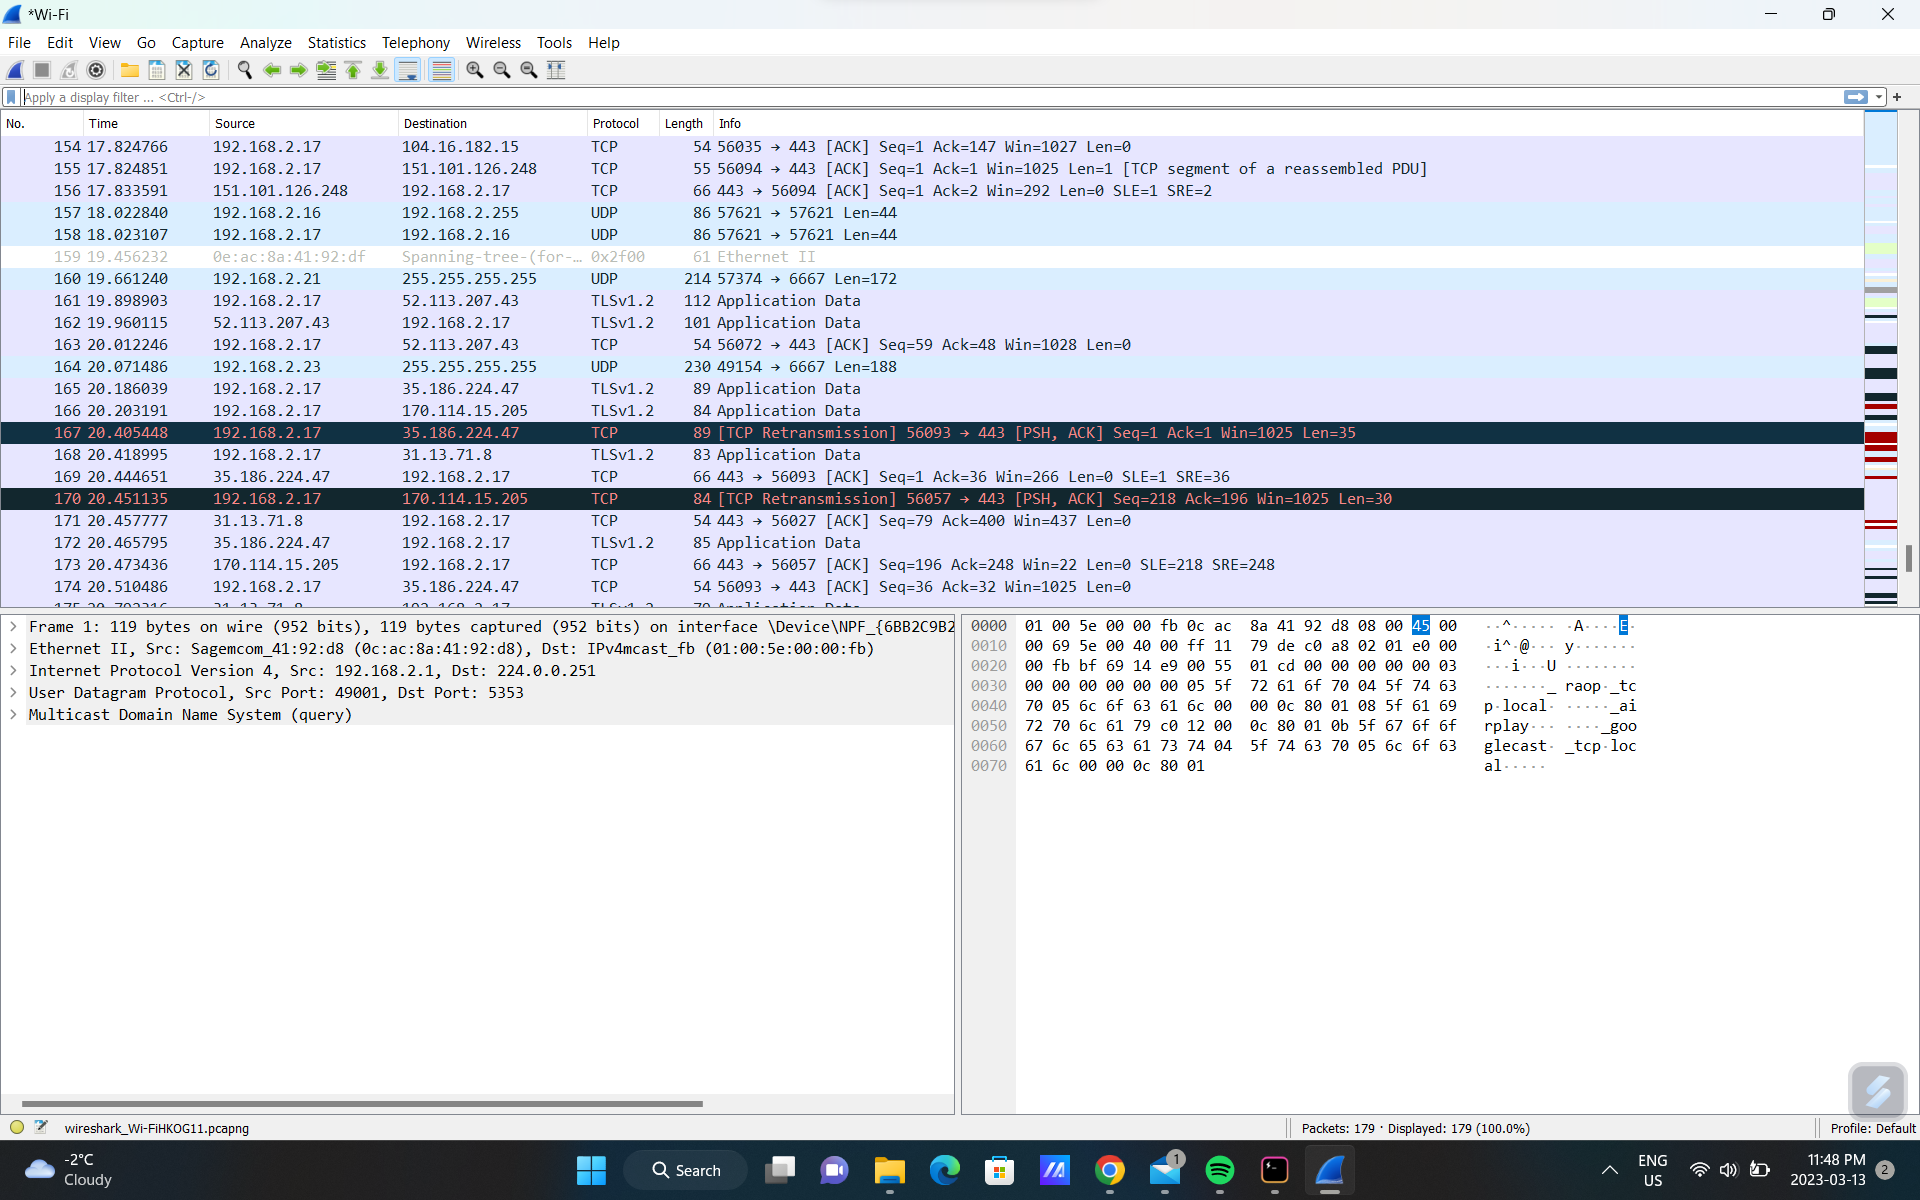 *Wi-Fi
File Edit View Go Capture Analyze Statistics Telephony Wireless Tools Help
Apply a display filter ... <Ctrl-/>
No. Time Source Destination Protocol Length Info
154 17.824766 192.168.2.17 104.16.182.15 TCP 54 56035 → 443 [ACK] Seq=1 Ack=147 Win=1027 Len=0
155 17.824851 192.168.2.17 151.101.126.248 TCP 55 56094 → 443 [ACK] Seq=1 Ack=1 Win=1025 Len=1 [TCP segment of a reassembled PDU]
156 17.833591 151.101.126.248 192.168.2.17 TCP 66 443 → 56094 [ACK] Seq=1 Ack=2 Win=292 Len=0 SLE=1 SRE=2
157 18.022840 192.168.2.16 192.168.2.255 UDP 86 57621 → 57621 Len=44
158 18.023107 192.168.2.17 192.168.2.16 UDP 86 57621 → 57621 Len=44
159 19.456232 0e:ac:8a:41:92:df Spanning-tree-(for-… 0x2f00 61 Ethernet II
160 19.661240 192.168.2.21 255.255.255.255 UDP 214 57374 → 6667 Len=172
161 19.898903 192.168.2.17 52.113.207.43 TLSv1.2 112 Application Data
162 19.960115 52.113.207.43 192.168.2.17 TLSv1.2 101 Application Data
163 20.012246 192.168.2.17 52.113.207.43 TCP 54 56072 → 443 [ACK] Seq=59 Ack=48 Win=1028 Len=0
164 20.071486 192.168.2.23 255.255.255.255 UDP 230 49154 → 6667 Len=188
165 20.186039 192.168.2.17 35.186.224.47 TLSv1.2 89 Application Data
166 20.203191 192.168.2.17 170.114.15.205 TLSv1.2 84 Application Data
167 20.405448 192.168.2.17 35.186.224.47 TCP 89 [TCP Retransmission] 56093 → 443 [PSH, ACK] Seq=1 Ack=1 Win=1025 Len=35
168 20.418995 192.168.2.17 31.13.71.8 TLSv1.2 83 Application Data
169 20.444651 35.186.224.47 192.168.2.17 TCP 66 443 → 56093 [ACK] Seq=1 Ack=36 Win=266 Len=0 SLE=1 SRE=36
170 20.451135 192.168.2.17 170.114.15.205 TCP 84 [TCP Retransmission] 56057 → 443 [PSH, ACK] Seq=218 Ack=196 Win=1025 Len=30
171 20.457777 31.13.71.8 192.168.2.17 TCP 54 443 → 56027 [ACK] Seq=79 Ack=400 Win=437 Len=0
172 20.465795 35.186.224.47 192.168.2.17 TLSv1.2 85 Application Data
173 20.473436 170.114.15.205 192.168.2.17 TCP 66 443 → 56057 [ACK] Seq=196 Ack=248 Win=22 Len=0 SLE=218 SRE=248
174 20.510486 192.168.2.17 35.186.224.47 TCP 54 56093 → 443 [ACK] Seq=36 Ack=32 Win=1025 Len=0
Frame 1: 119 bytes on wire (952 bits), 119 bytes captured (952 bits) on interface \Device\NPF_{6BB2C9B2
Ethernet II, Src: Sagemcom_41:92:d8 (0c:ac:8a:41:92:d8), Dst: IPv4mcast_fb (01:00:5e:00:00:fb)
Internet Protocol Version 4, Src: 192.168.2.1, Dst: 224.0.0.251
User Datagram Protocol, Src Port: 49001, Dst Port: 5353
Multicast Domain Name System (query)
0000 01 00 5e 00 00 fb 0c ac 8a 41 92 d8 08 00 45 00 ··^····· ·A····E·
0010 00 69 5e 00 40 00 ff 11 79 de c0 a8 02 01 e0 00 ·i^·@··· y·······
0020 00 fb bf 69 14 e9 00 55 01 cd 00 00 00 00 00 03 ···i···U ········
0030 00 00 00 00 00 00 05 5f 72 61 6f 70 04 5f 74 63 ·······_ raop·_tc
0040 70 05 6c 6f 63 61 6c 00 00 0c 80 01 08 5f 61 69 p·local· ·····_ai
0050 72 70 6c 61 79 c0 12 00 0c 80 01 0b 5f 67 6f 6f rplay··· ····_goo
0060 67 6c 65 63 61 73 74 04 5f 74 63 70 05 6c 6f 63 glecast· _tcp·loc
0070 61 6c 00 00 0c 80 01 al·····
wireshark_Wi-FiHKOG11.pcapng
Packets: 179 · Displayed: 179 (100.0%)
Profile: Default
-2°C
Cloudy
Search
1
ENG
US
11:48 PM
2023-03-13
2